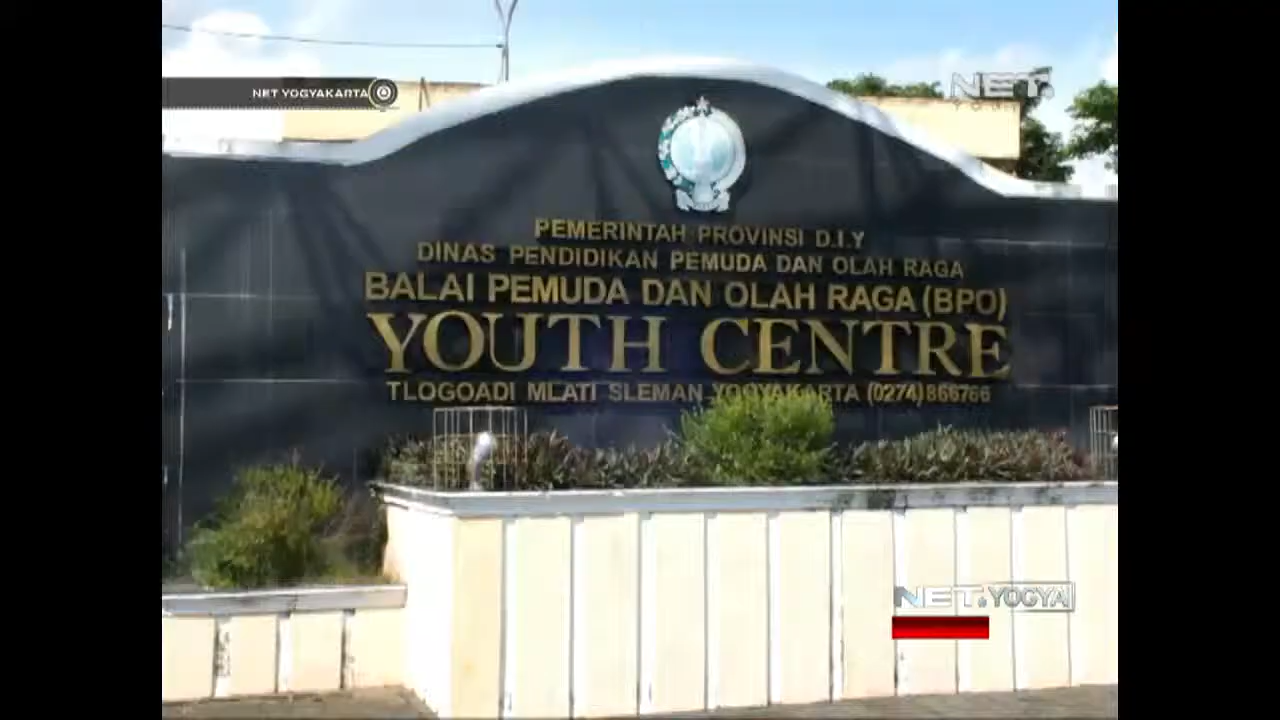 NET YOGYAKARTA
NET.
PEMERINTAH PROVINSI D.I.Y
DINAS PENDIDIKAN PEMUDA DAN OLAH RAGA
BALAI PEMUDA DAN OLAH RAGA (BPO)
YOUTH CENTRE
TLOGOADI MLATI SLEMAN YOGYAKARTA (0274) 866766
NET. YOGYA